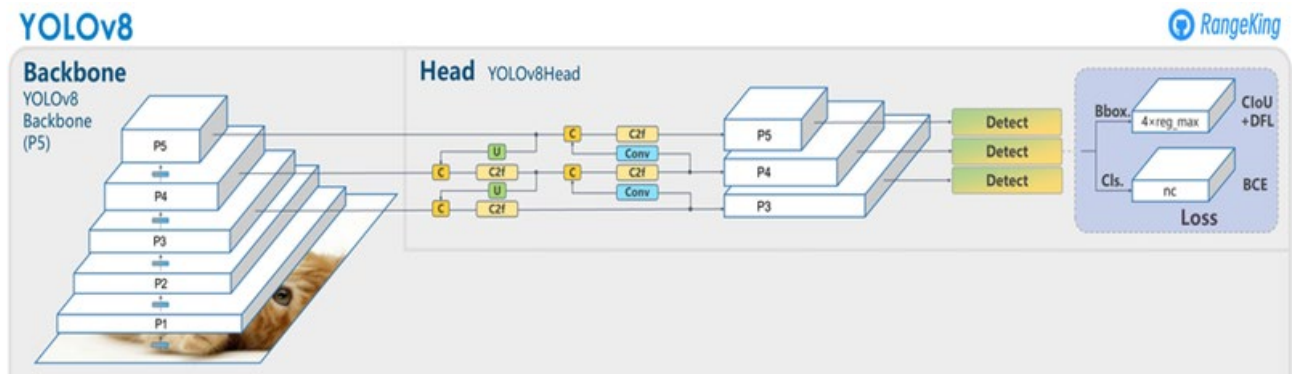 YOLOv8
RangeKing
Backbone
YOLOv8
Backbone
(P5)
P5
P4
P3
P2
P1
Head YOLOv8Head
C
C2f
U
Conv
C
C2f
C
C2f
U
Conv
C
C2f
P5
P4
P3
Detect
Detect
Detect
Bbox.
4×reg_max
CIoU
+DFL
Cls.
nc
BCE
Loss